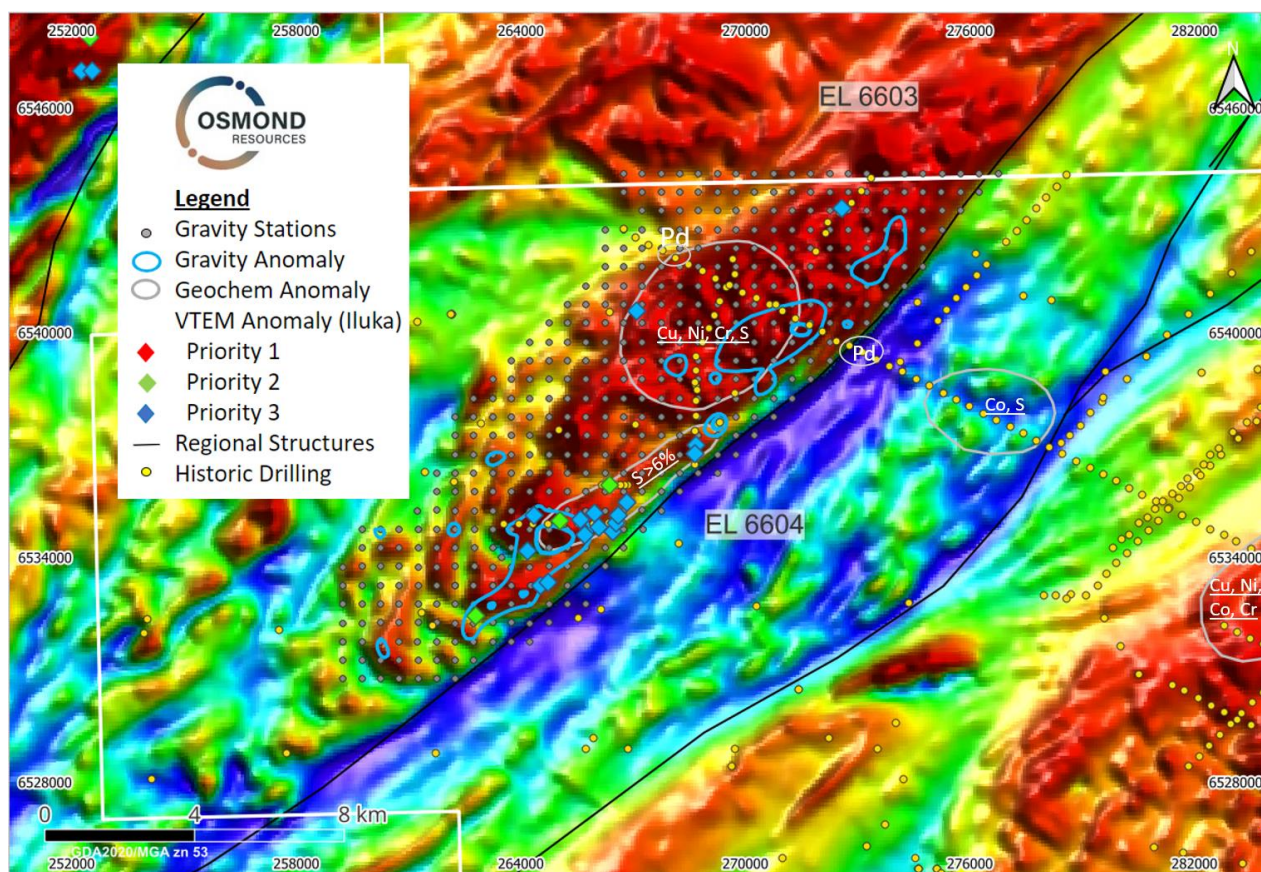 252000
264000
270000
276000
282000
N
EL 6603
6546000
6546000
OSMOND
RESOURCES
Legend
Gravity Stations
Gravity Anomaly
Geochem Anomaly
VTEM Anomaly (Iluka)
Priority 1
Priority 2
Priority 3
Regional Structures
Historic Drilling
Pd
Cu, Ni, Cr, S
6540000
6540000
Pd
Co, S
S >6%
EL 6604
6534000
6534000
Cu, Ni,
Co, Cr
6528000
6528000
0 4 8 km
GDA2020/MGA zn 53
252000
258000
264000
270000
276000
282000